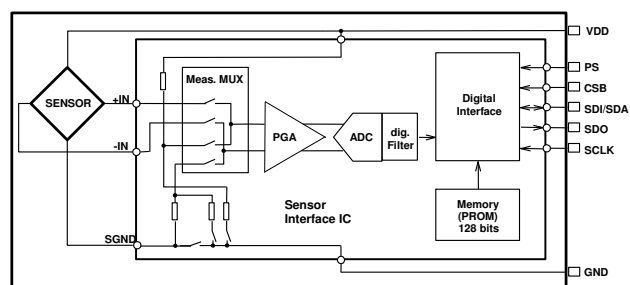 VDD
PS
CSB
SDI/SDA
SDO
SCLK
GND
SENSOR
+IN
-IN
SGND
Meas. MUX
PGA
ADC
dig.
Filter
Digital
Interface
Memory
(PROM)
128 bits
Sensor
Interface IC